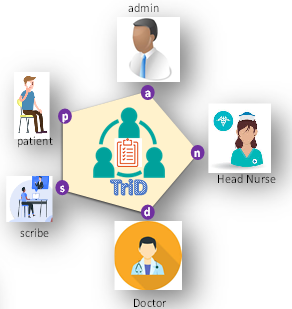 admin
a
p
patient
n
Head Nurse
TriD
s
scribe
d
Doctor